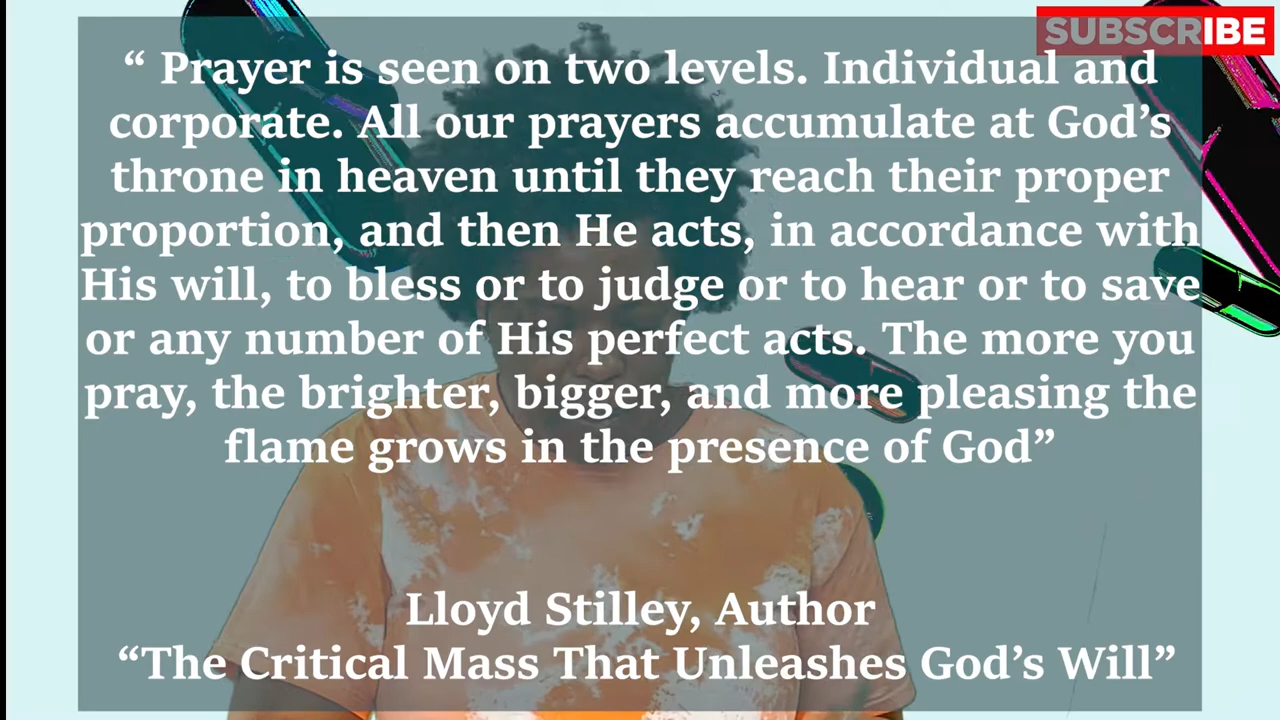 SUBSCRIBE
“ Prayer is seen on two levels. Individual and
corporate. All our prayers accumulate at God’s
throne in heaven until they reach their proper
proportion, and then He acts, in accordance with
His will, to bless or to judge or to hear or to save
or any number of His perfect acts. The more you
pray, the brighter, bigger, and more pleasing the
flame grows in the presence of God”
Lloyd Stilley, Author
“The Critical Mass That Unleashes God’s Will”